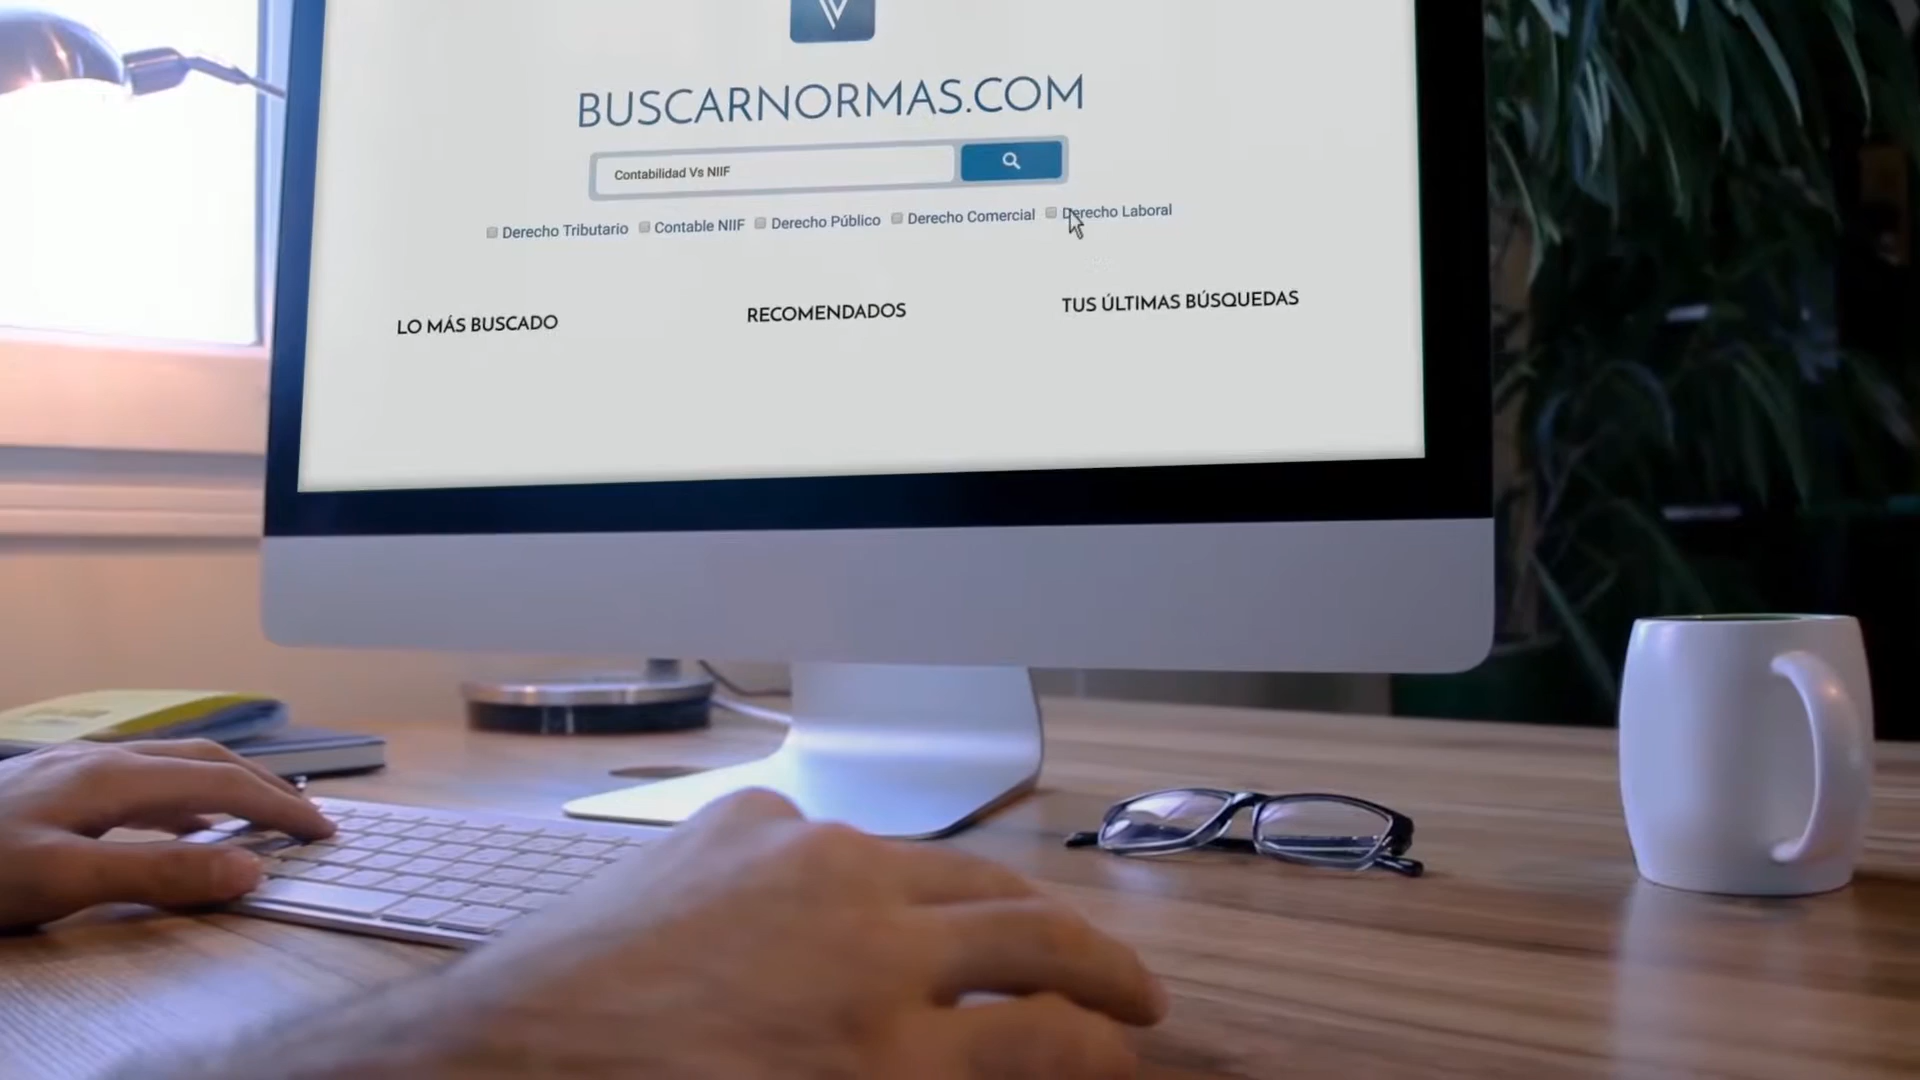 BUSCARNORMAS.COM
Contabilidad Vs NIIF
Derecho Tributario Contable NIIF Derecho Público Derecho Comercial Derecho Laboral
LO MÁS BUSCADO RECOMENDADOS TUS ÚLTIMAS BÚSQUEDAS